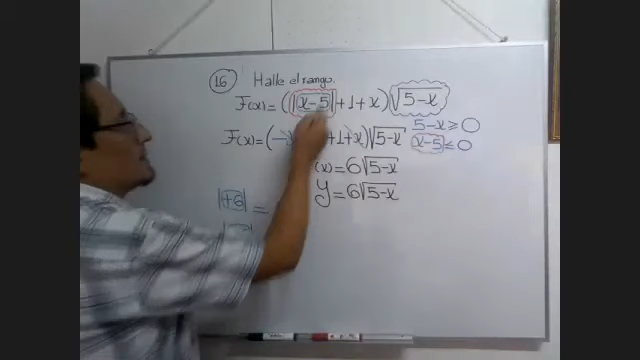 16 Halle el rango.
F(x) = (|x-5|+1+x)√5-x
5-x ≥ 0
F(x) = (-x +1+x)√5-x
x-5 ≤ 0
(x) = 6√5-x
y = 6√5-x
|+6| =